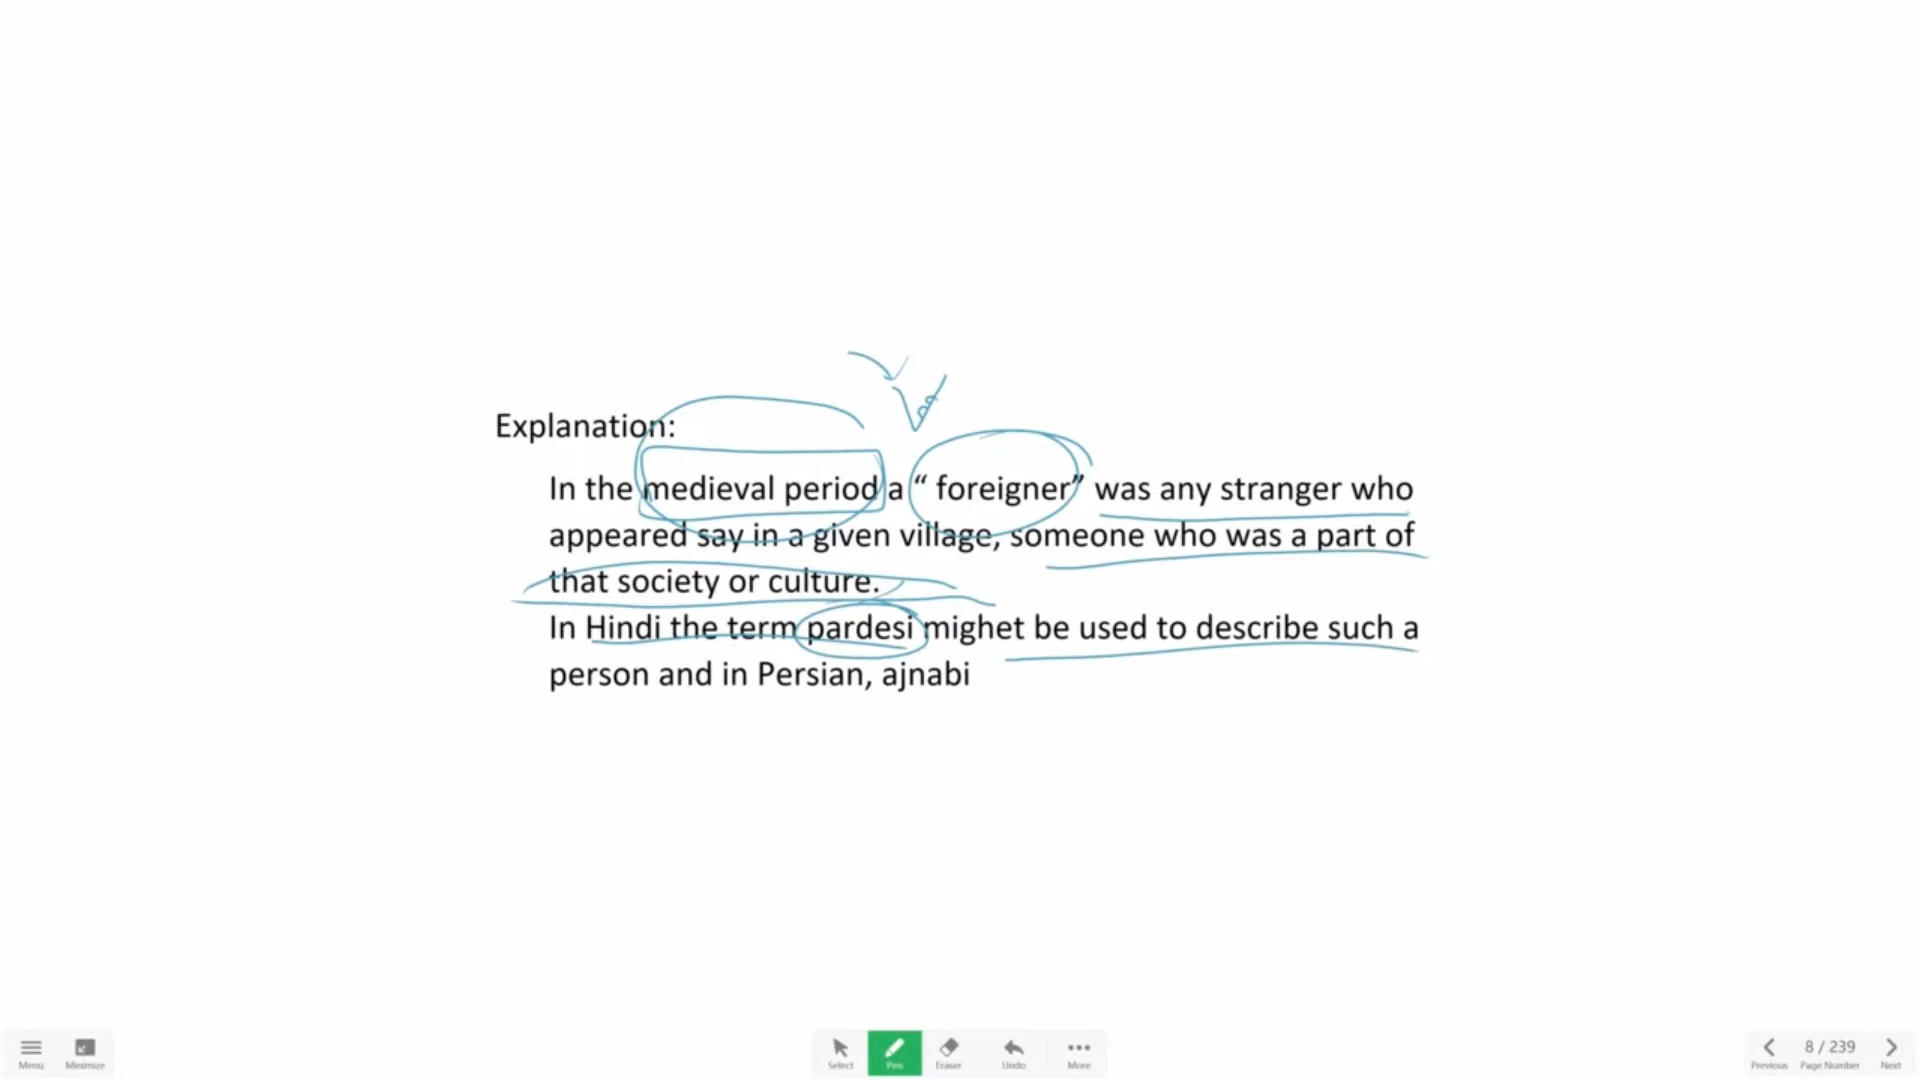 Explanation:
In the medieval period a “ foreigner” was any stranger who
appeared say in a given village, someone who was a part of
that society or culture.
In Hindi the term pardesi mighet be used to describe such a
person and in Persian, ajnabi
Menu
Minimize
Select
Pen
Eraser
Undo
More
Previous
8 / 239
Page Number
Next